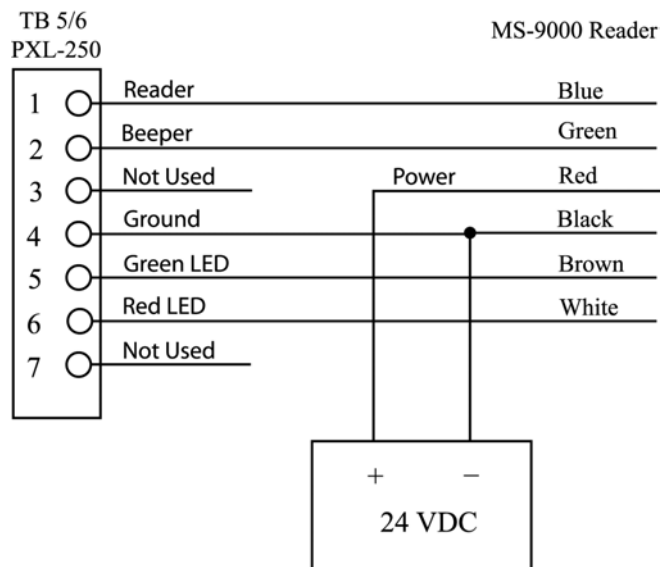 TB 5/6
PXL-250
MS-9000 Reader
1 Reader Blue
2 Beeper Green
3 Not Used Power Red
4 Ground Black
5 Green LED Brown
6 Red LED White
7 Not Used
+ −
24 VDC